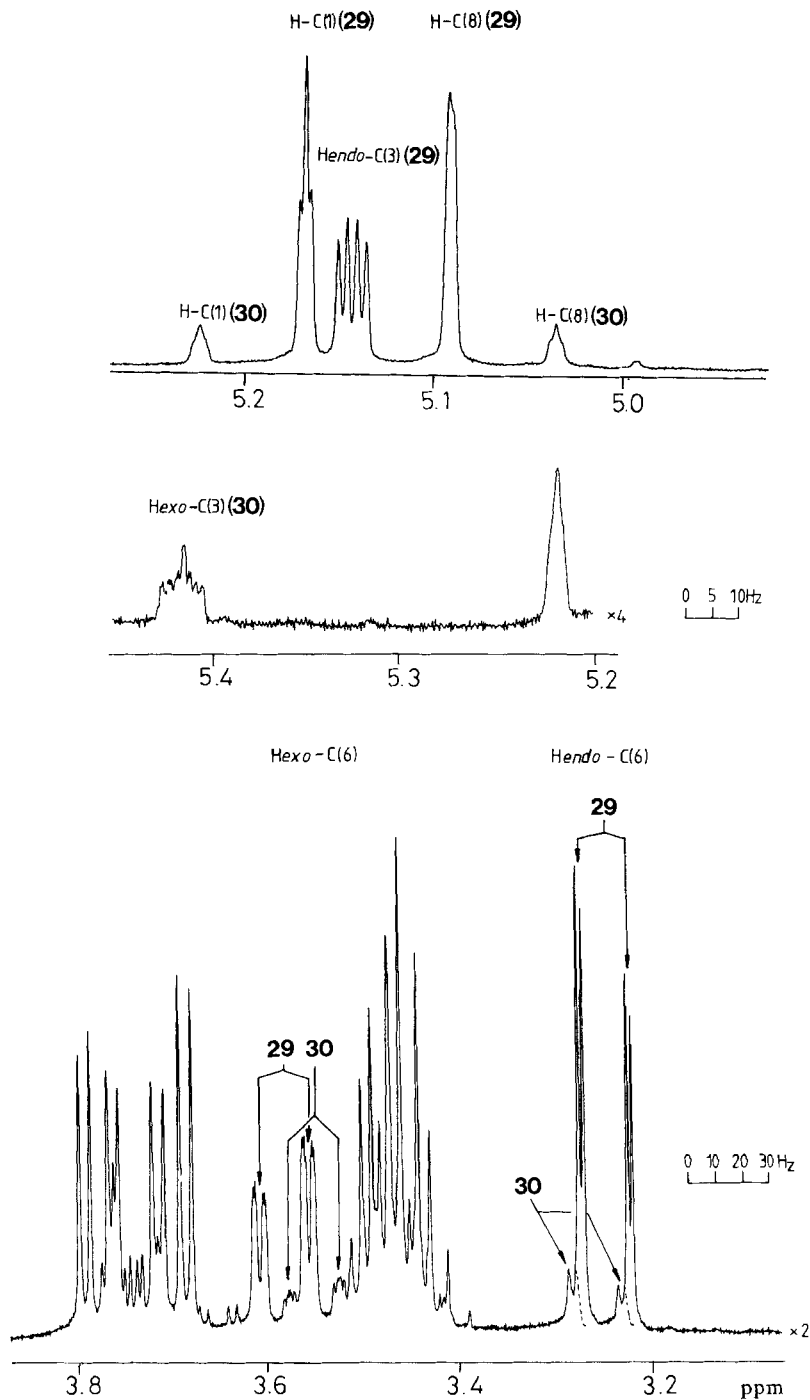 H-C(1)(29) H-C(8)(29)
Hendo-C(3)(29)
H-C(1)(30) H-C(8)(30)
5.2 5.1 5.0
Hexo-C(3)(30)
0 5 10Hz
×4
5.4 5.3 5.2
Hexo-C(6) Hendo-C(6)
29
29 30
0 10 20 30 Hz
30
×2
3.8 3.6 3.4 3.2 ppm